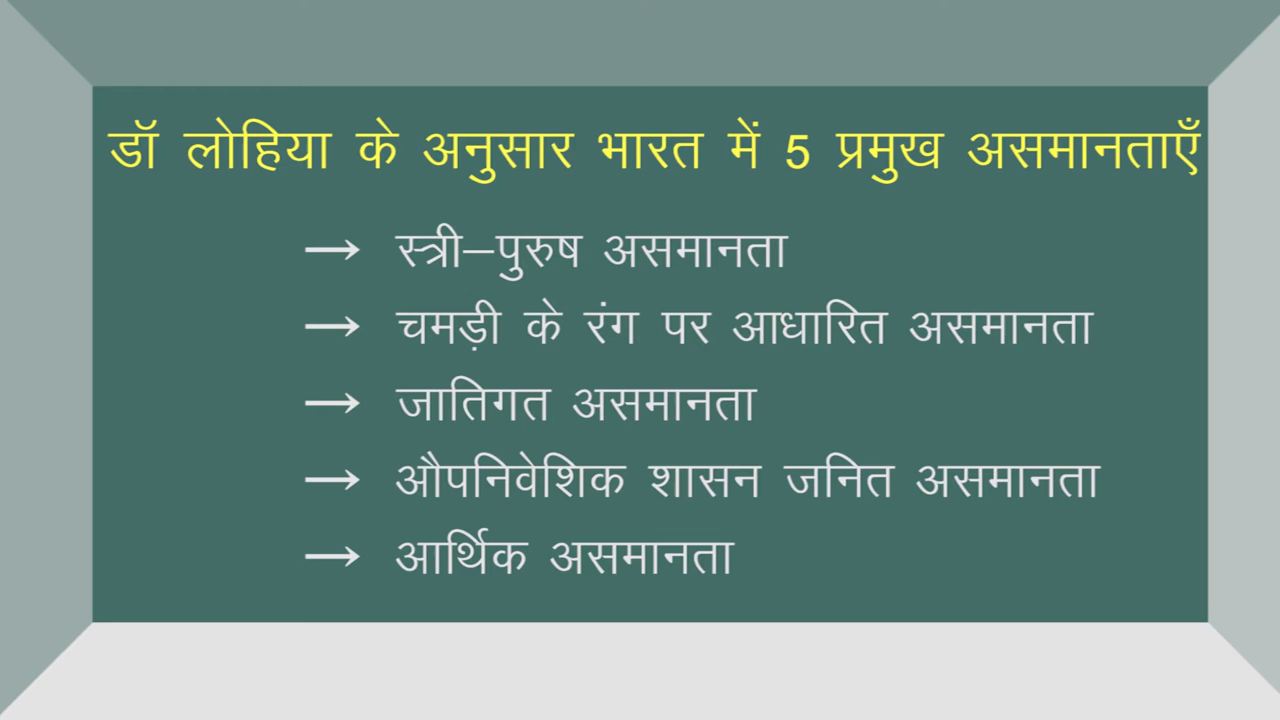 डॉ लोहिया के अनुसार भारत में 5 प्रमुख असमानताएँ
→ स्त्री–पुरुष असमानता
→ चमड़ी के रंग पर आधारित असमानता
→ जातिगत असमानता
→ औपनिवेशिक शासन जनित असमानता
→ आर्थिक असमानता